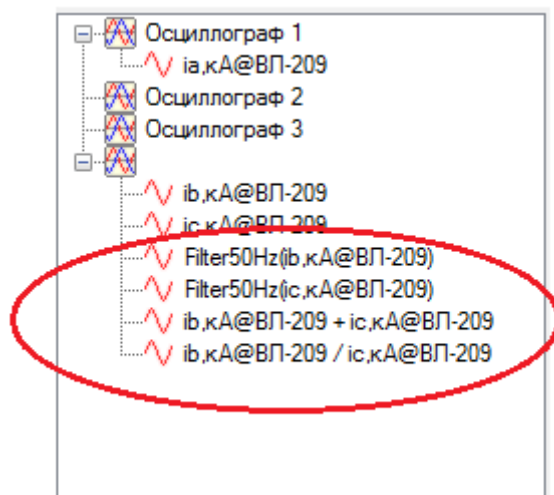 Осциллограф 1
ia,кА@ВЛ-209
Осциллограф 2
Осциллограф 3
ib,кА@ВЛ-209
ic,кА@ВЛ-209
Filter50Hz(ib,кА@ВЛ-209)
Filter50Hz(ic,кА@ВЛ-209)
ib,кА@ВЛ-209 + ic,кА@ВЛ-209
ib,кА@ВЛ-209 / ic,кА@ВЛ-209